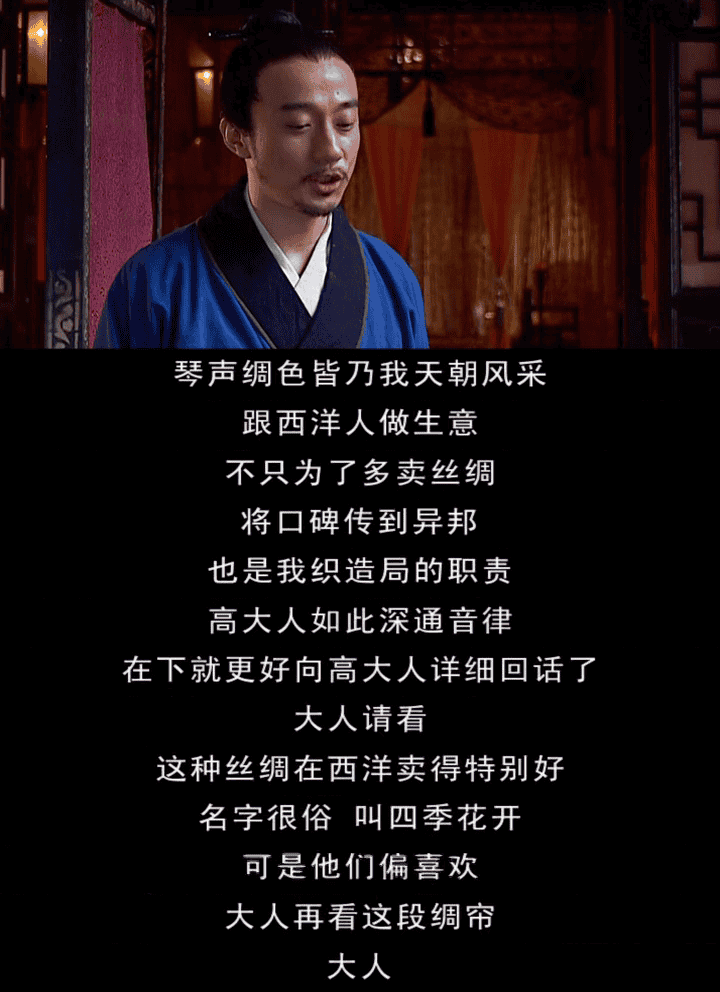 琴声绸色皆乃我天朝风采
跟西洋人做生意
不只为了多卖丝绸
将口碑传到异邦
也是我织造局的职责
高大人如此深通音律
在下就更好向高大人详细回话了
大人请看
这种丝绸在西洋卖得特别好
名字很俗 叫四季花开
可是他们偏喜欢
大人再看这段绸帘
大人